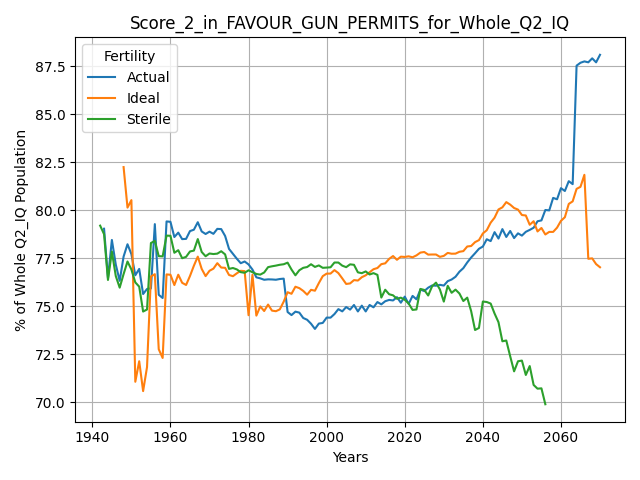 Score_2_in_FAVOUR_GUN_PERMITS_for_Whole_Q2_IQ
Fertility
Actual
Ideal
Sterile
% of Whole Q2_IQ Population
87.5
85.0
82.5
80.0
77.5
75.0
72.5
70.0
1940 1960 1980 2000 2020 2040 2060
Years